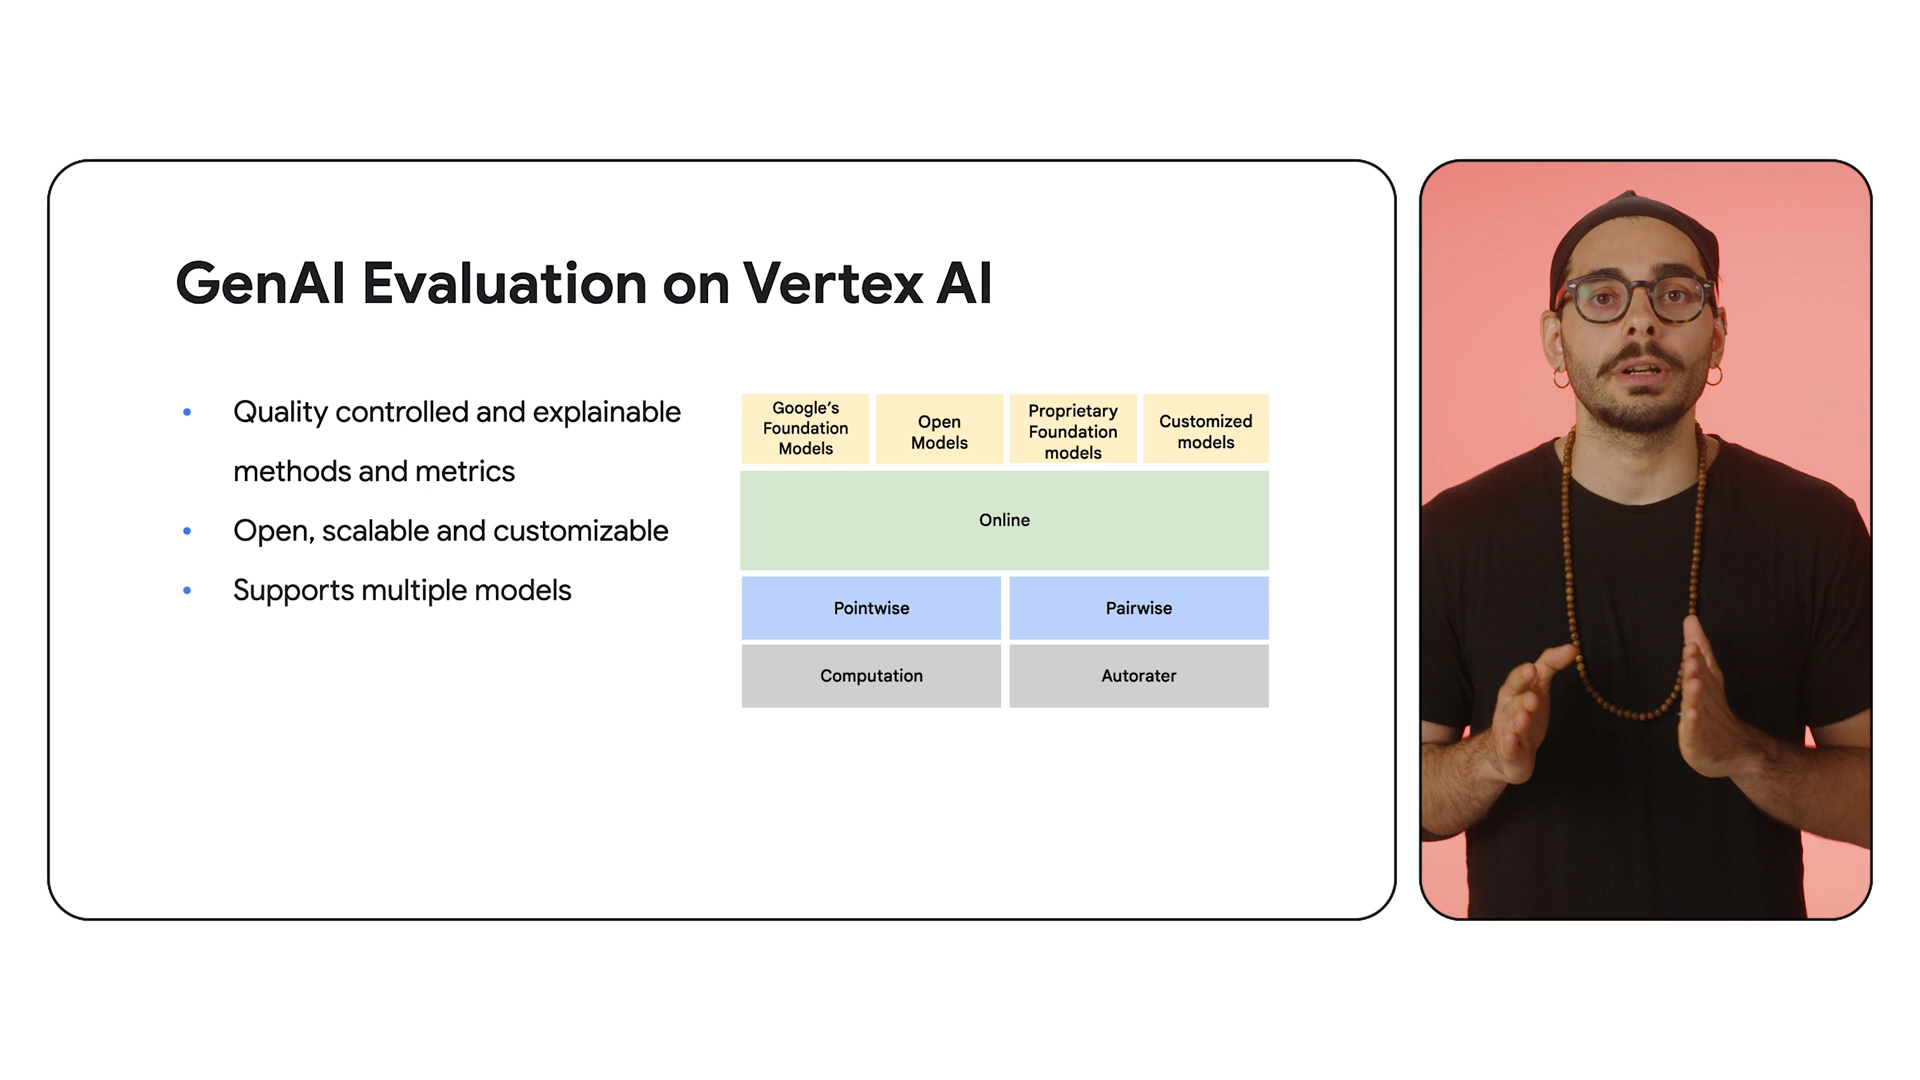 GenAI Evaluation on Vertex AI
• Quality controlled and explainable
methods and metrics
• Open, scalable and customizable
• Supports multiple models
Google’s
Foundation
Models
Open
Models
Proprietary
Foundation
models
Customized
models
Online
Pointwise
Pairwise
Computation
Autorater